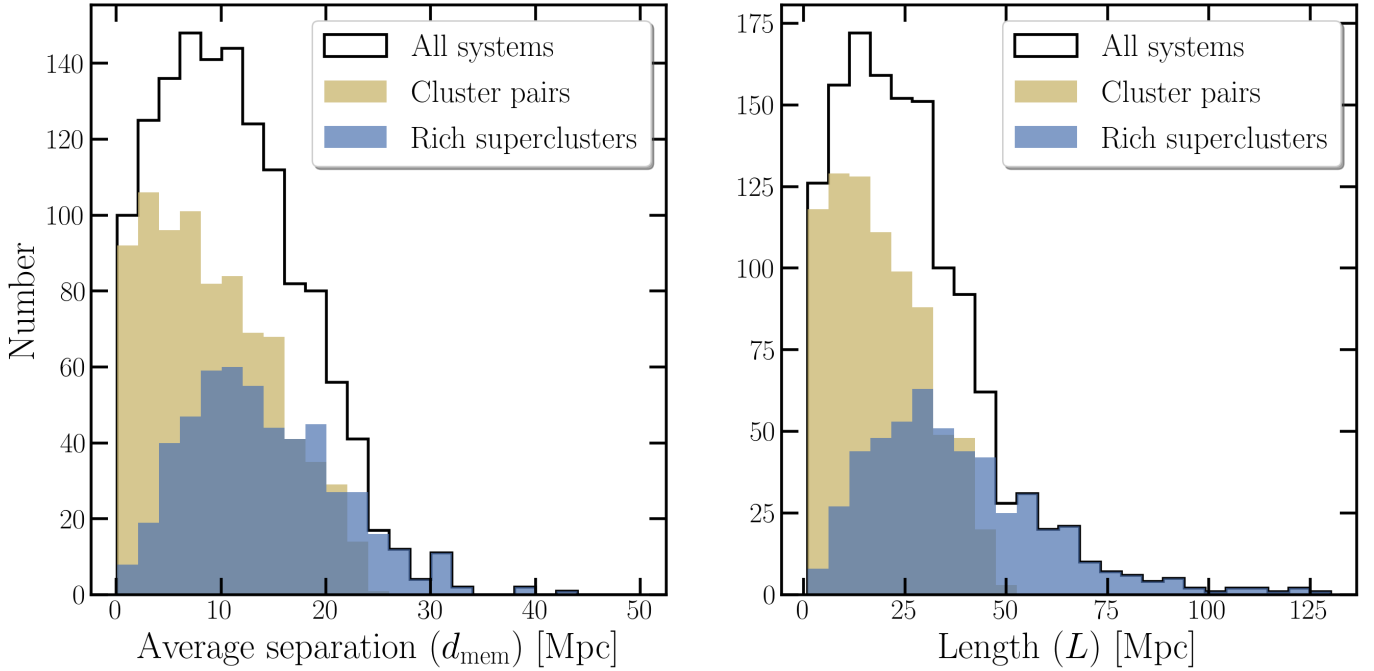 140
120
100
80
60
40
20
0
Number
All systems
Cluster pairs
Rich superclusters
0 10 20 30 40 50
Average separation (d_mem) [Mpc]
175
150
125
100
75
50
25
0
All systems
Cluster pairs
Rich superclusters
0 25 50 75 100 125
Length (L) [Mpc]